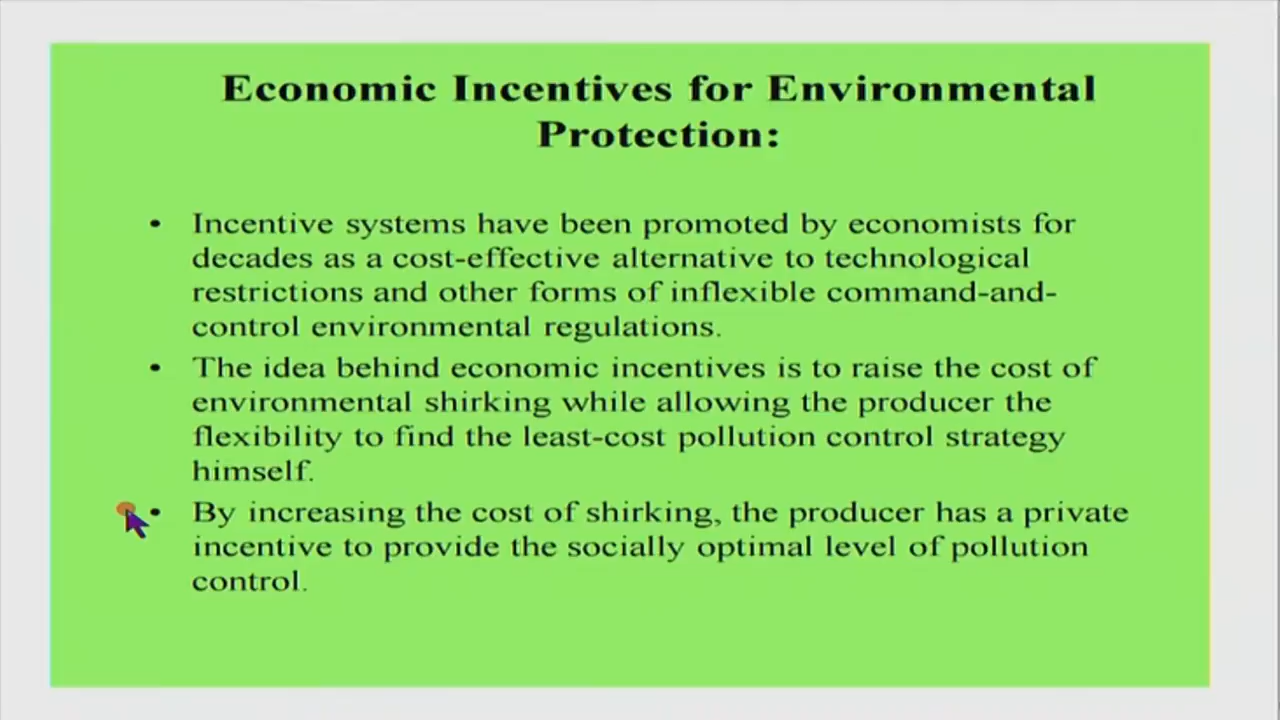 Economic Incentives for Environmental
Protection:
• Incentive systems have been promoted by economists for
decades as a cost-effective alternative to technological
restrictions and other forms of inflexible command-and-
control environmental regulations.
• The idea behind economic incentives is to raise the cost of
environmental shirking while allowing the producer the
flexibility to find the least-cost pollution control strategy
himself.
• By increasing the cost of shirking, the producer has a private
incentive to provide the socially optimal level of pollution
control.